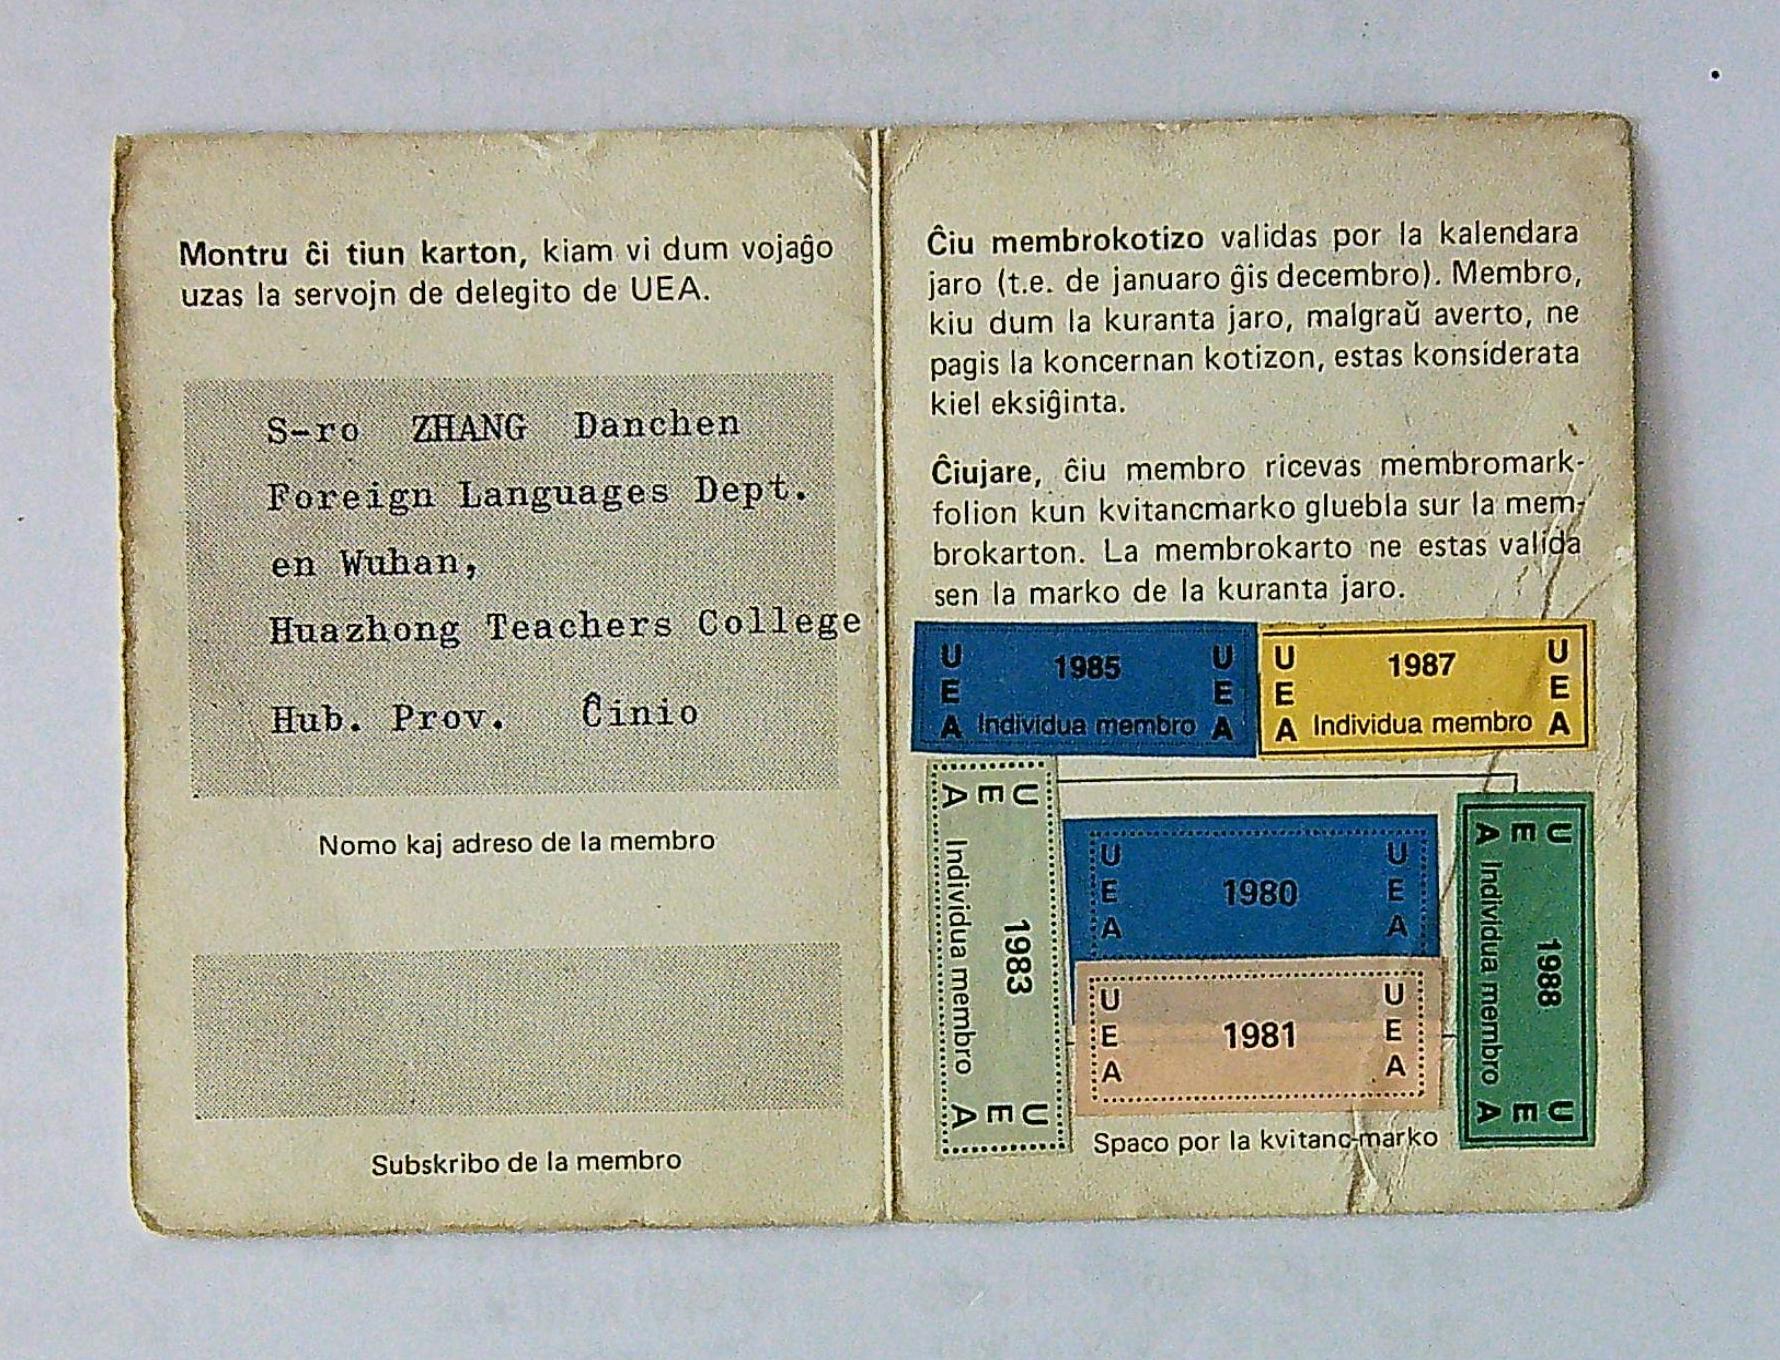 Montru ĉi tiun karton, kiam vi dum vojaĝo
uzas la servojn de delegito de UEA.
S-ro ZHANG Danchen
Foreign Languages Dept.
en Wuhan,
Huazhong Teachers College
Hub. Prov. Ĉinio
Nomo kaj adreso de la membro
Subskribo de la membro
Ĉiu membrokotizo validas por la kalendara
jaro (t.e. de januaro ĝis decembro). Membro,
kiu dum la kuranta jaro, malgraŭ averto, ne
pagis la koncernan kotizon, estas konsiderata
kiel eksiĝinta.
Ĉiujare, ĉiu membro ricevas membromark-
folion kun kvitancmarko gluebla sur la mem-
brokarton. La membrokarto ne estas valida
sen la marko de la kuranta jaro.
UEA 1985 UEA
Individua membro
UEA 1987 UEA
Individua membro
UEA 1983 UEA
Individua membro
UEA 1980 UEA
UEA 1981 UEA
UEA 1988 UEA
Individua membro
Spaco por la kvitanc-marko